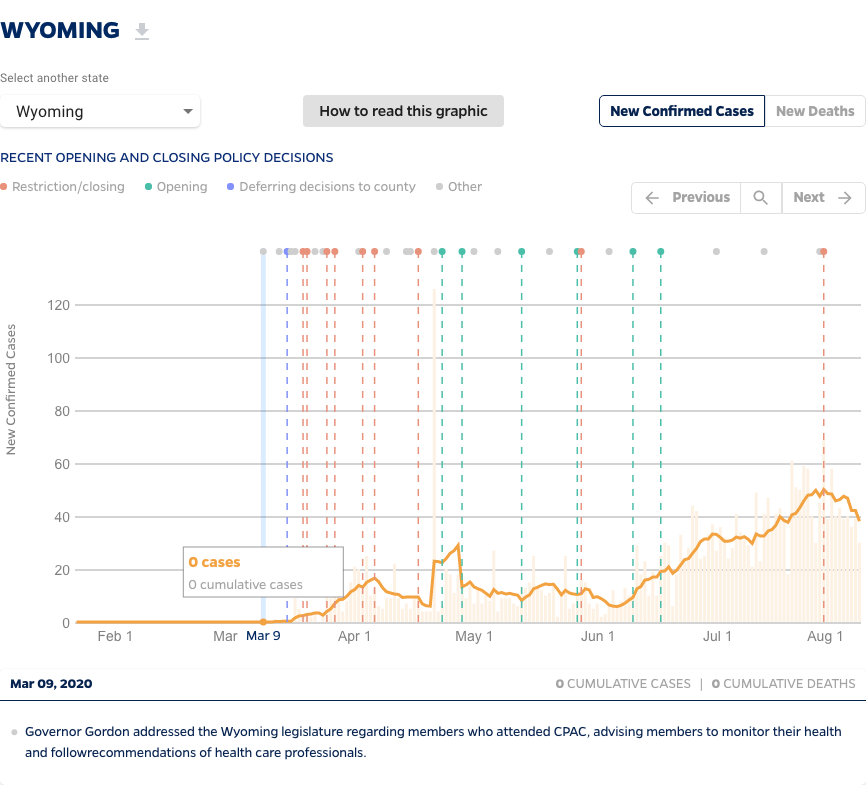 WYOMING
Select another state
Wyoming
How to read this graphic
New Confirmed Cases
New Deaths
RECENT OPENING AND CLOSING POLICY DECISIONS
Restriction/closing
Opening
Deferring decisions to county
Other
Previous
Next
New Confirmed Cases
120
100
80
60
40
20
0
0 cases
0 cumulative cases
Feb 1
Mar
Mar 9
Apr 1
May 1
Jun 1
Jul 1
Aug 1
Mar 09, 2020
0 CUMULATIVE CASES | 0 CUMULATIVE DEATHS
Governor Gordon addressed the Wyoming legislature regarding members who attended CPAC, advising members to monitor their health
and followrecommendations of health care professionals.